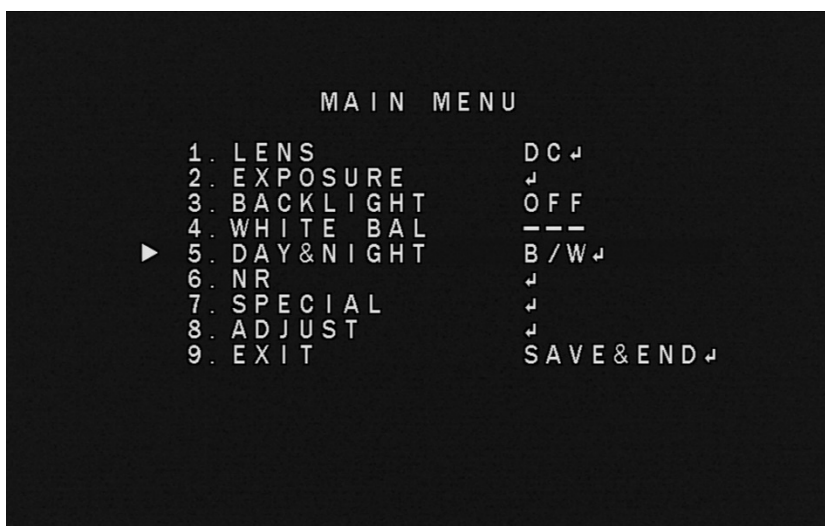 MAIN MENU
1. LENS DC↲
2. EXPOSURE ↲
3. BACKLIGHT OFF
4. WHITE BAL ---
▶ 5. DAY&NIGHT B/W↲
6. NR ↲
7. SPECIAL ↲
8. ADJUST ↲
9. EXIT SAVE&END↲